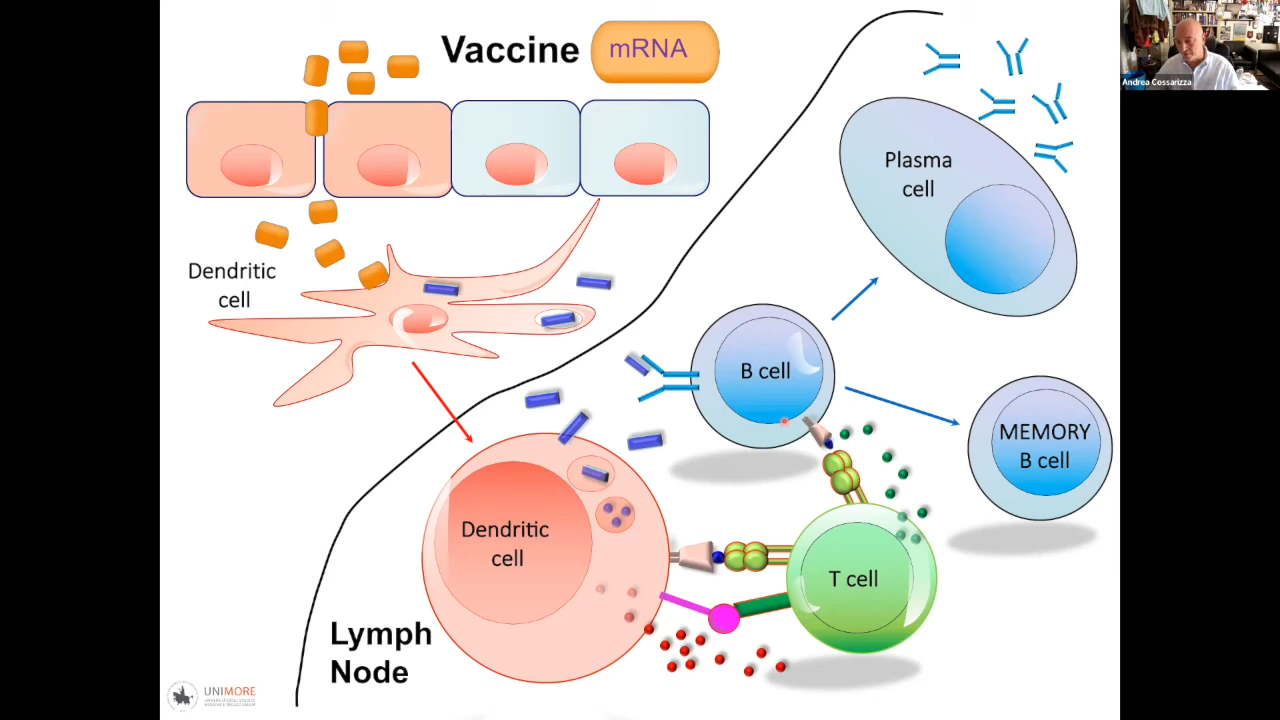 Vaccine
mRNA
Andrea Cossarizza
Plasma
cell
Dendritic
cell
B cell
MEMORY
B cell
Dendritic
cell
T cell
Lymph
Node
UNIMORE